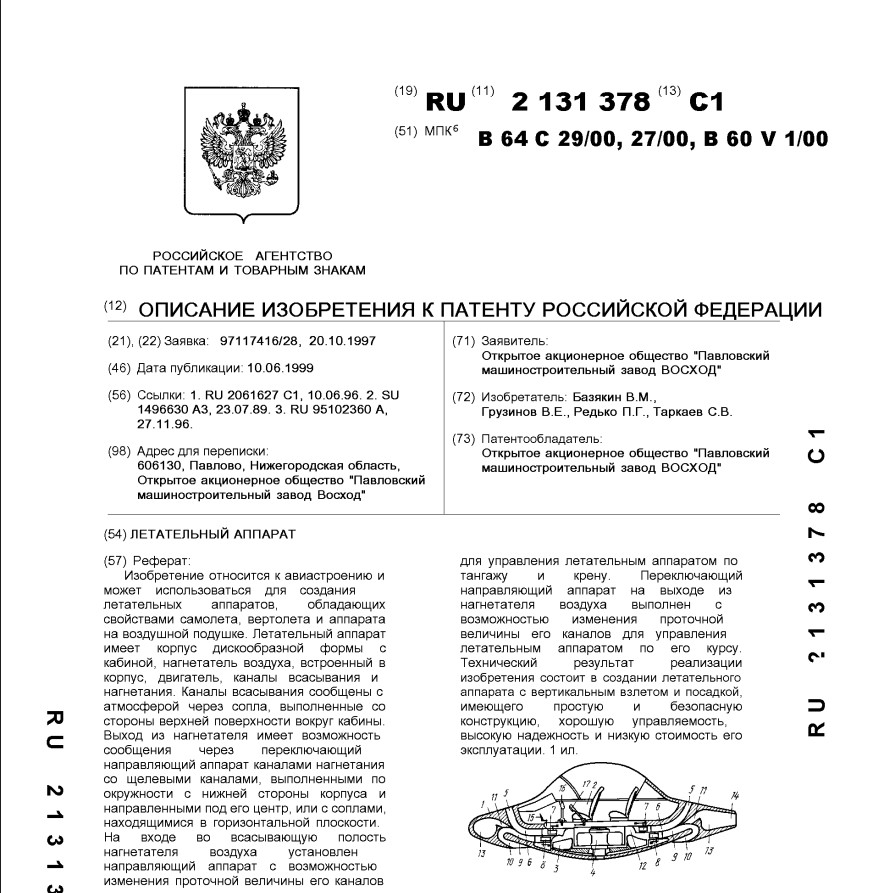 (19) RU (11) 2 131 378 (13) C1
(51) МПК6 B 64 C 29/00, 27/00, B 60 V 1/00
РОССИЙСКОЕ АГЕНТСТВО
ПО ПАТЕНТАМ И ТОВАРНЫМ ЗНАКАМ
(12) ОПИСАНИЕ ИЗОБРЕТЕНИЯ К ПАТЕНТУ РОССИЙСКОЙ ФЕДЕРАЦИИ
(21), (22) Заявка: 97117416/28, 20.10.1997
(46) Дата публикации: 10.06.1999
(56) Ссылки: 1. RU 2061627 C1, 10.06.96. 2. SU
1496630 A3, 23.07.89. 3. RU 95102360 A,
27.11.96.
(98) Адрес для переписки:
606130, Павлово, Нижегородская область,
Открытое акционерное общество "Павловский
машиностроительный завод Восход"
(71) Заявитель:
Открытое акционерное общество "Павловский
машиностроительный завод ВОСХОД"
(72) Изобретатель: Базякин В.М.,
Грузинов В.Е., Редько П.Г., Таркаев С.В.
(73) Патентообладатель:
Открытое акционерное общество "Павловский
машиностроительный завод ВОСХОД"
(54) ЛЕТАТЕЛЬНЫЙ АППАРАТ
(57) Реферат:
Изобретение относится к авиастроению и
может использоваться для создания
летательных аппаратов, обладающих
свойствами самолета, вертолета и аппарата
на воздушной подушке. Летательный аппарат
имеет корпус дискообразной формы с
кабиной, нагнетатель воздуха, встроенный в
корпус, двигатель, каналы всасывания и
нагнетания. Каналы всасывания сообщены с
атмосферой через сопла, выполненные со
стороны верхней поверхности вокруг кабины.
Выход из нагнетателя имеет возможность
сообщения через переключающий
направляющий аппарат каналами нагнетания
со щелевыми каналами, выполненными по
окружности с нижней стороны корпуса и
направленными под его центр, или с соплами,
находящимися в горизонтальной плоскости.
На входе во всасывающую полость
нагнетателя воздуха установлен
направляющий аппарат с возможностью
изменения проточной величины его каналов
для управления летательным аппаратом по
тангажу и крену. Переключающий
направляющий аппарат на выходе из
нагнетателя воздуха выполнен с
возможностью изменения проточной
величины его каналов для управления
летательным аппаратом по его курсу.
Технический результат реализации
изобретения состоит в создании летательного
аппарата с вертикальным взлетом и посадкой,
имеющего простую и безопасную
конструкцию, хорошую управляемость,
высокую надежность и низкую стоимость его
эксплуатации. 1 ил.
16 17 2
1 11 5 15 7 7 6 5 11 14
13 10 9 6 8 3 4 12 8 9 10 13
RU 2131378 C1
RU 21313